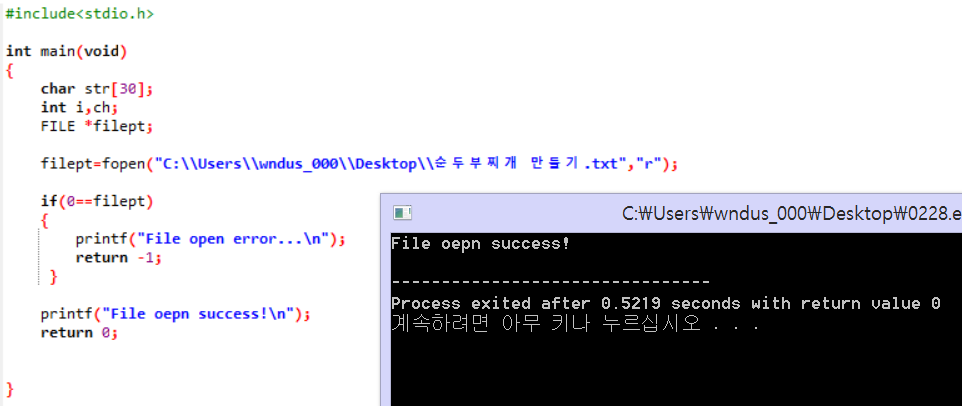 #include<stdio.h>
int main(void)
{
char str[30];
int i,ch;
FILE *filept;
filept=fopen("C:\\Users\\wndus_000\\Desktop\\순두부찌개 만들기.txt","r");
if(0==filept)
{
printf("File open error...\n");
return -1;
}
printf("File oepn success!\n");
return 0;
}
C:₩Users₩wndus_000₩Desktop₩0228.e
File oepn success!
--------------------------------
Process exited after 0.5219 seconds with return value 0
계속하려면 아무 키나 누르십시오 . . .